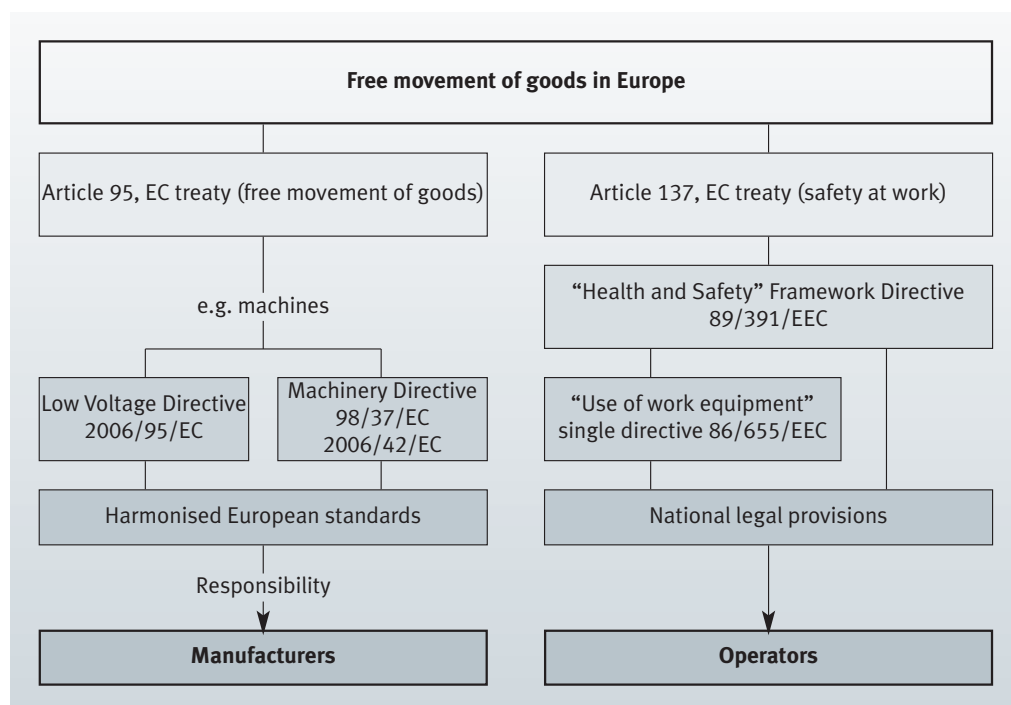 Free movement of goods in Europe
Article 95, EC treaty (free movement of goods)
Article 137, EC treaty (safety at work)
“Health and Safety” Framework Directive
89/391/EEC
e.g. machines
Low Voltage Directive
2006/95/EC
Machinery Directive
98/37/EC
2006/42/EC
“Use of work equipment”
single directive 86/655/EEC
Harmonised European standards
National legal provisions
Responsibility
Manufacturers
Operators